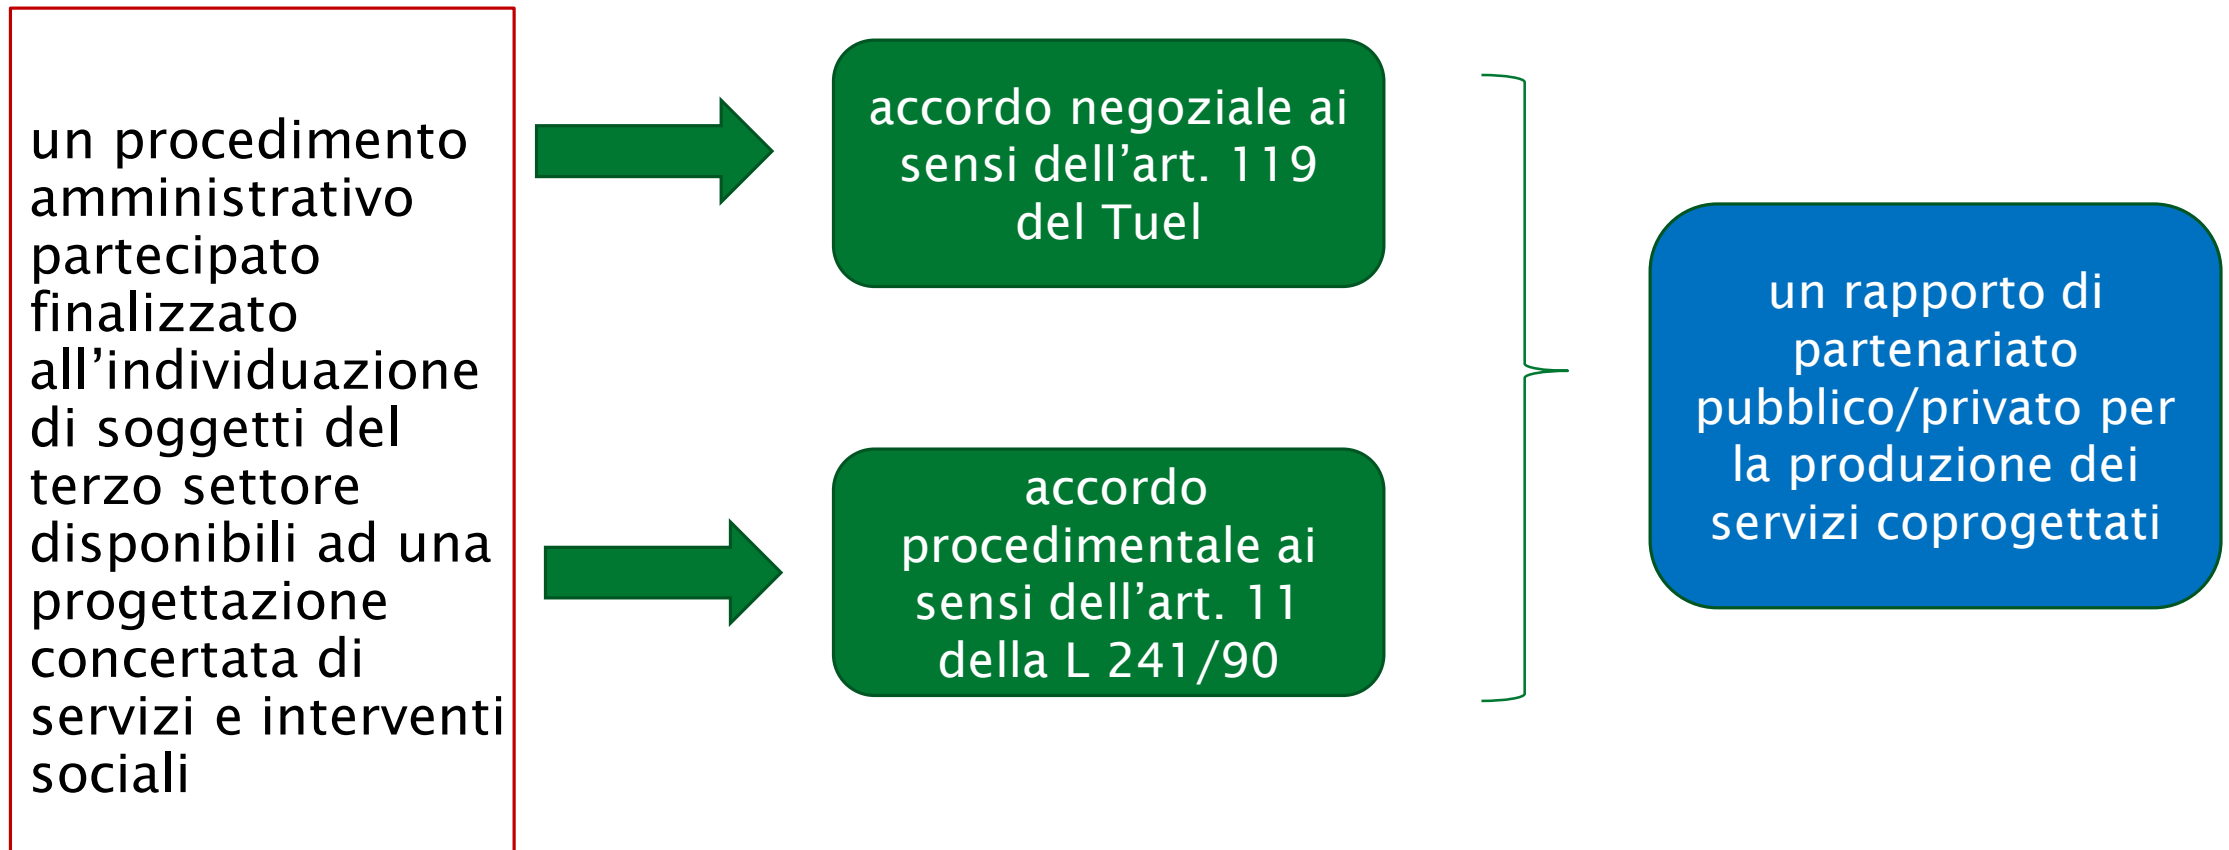 un procedimento
amministrativo
partecipato
finalizzato
all’individuazione
di soggetti del
terzo settore
disponibili ad una
progettazione
concertata di
servizi e interventi
sociali
accordo negoziale ai
sensi dell’art. 119
del Tuel
accordo
procedimentale ai
sensi dell’art. 11
della L 241/90
un rapporto di
partenariato
pubblico/privato per
la produzione dei
servizi coprogettati